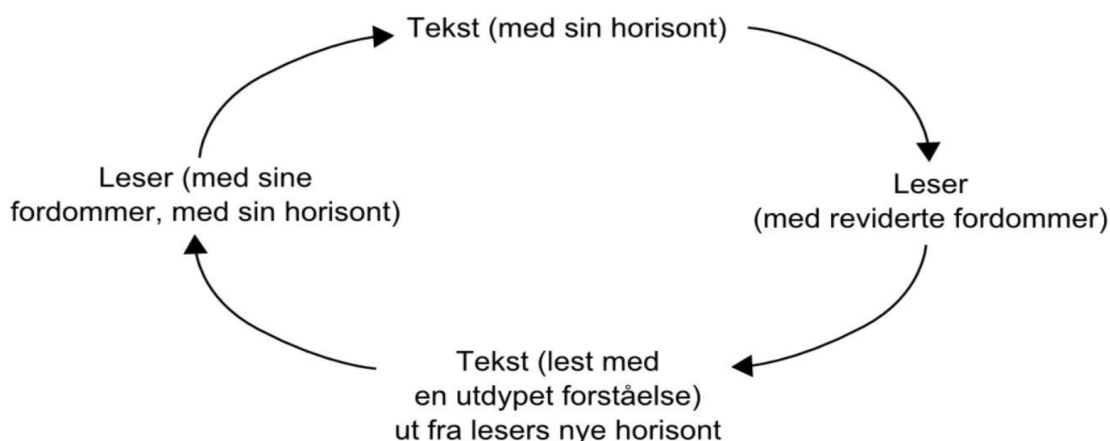 Tekst (med sin horisont)
Leser (med sine
fordommer, med sin horisont)
Leser
(med reviderte fordommer)
Tekst (lest med
en utdypet forståelse)
ut fra lesers nye horisont